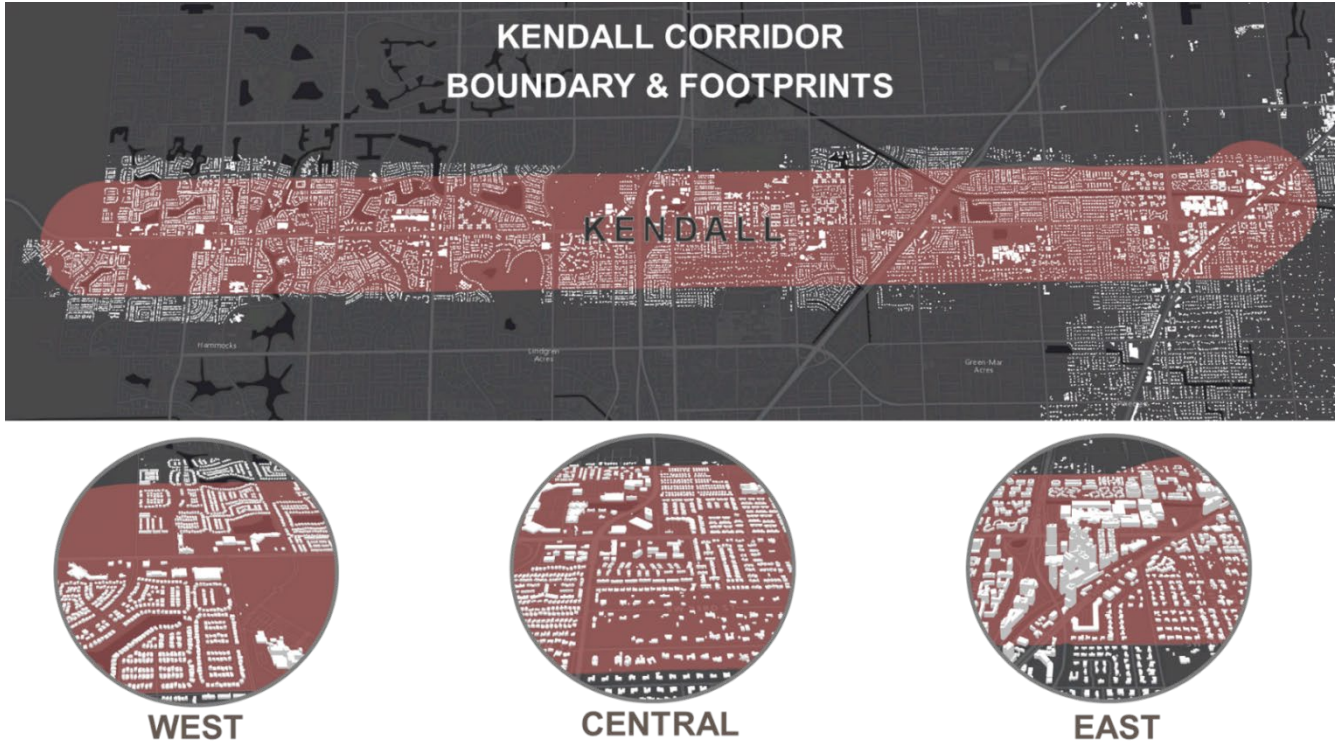 KENDALL CORRIDOR
BOUNDARY & FOOTPRINTS
KENDALL
Hammocks
Lindgren
Acres
Green-Mar
Acres
WEST
CENTRAL
EAST